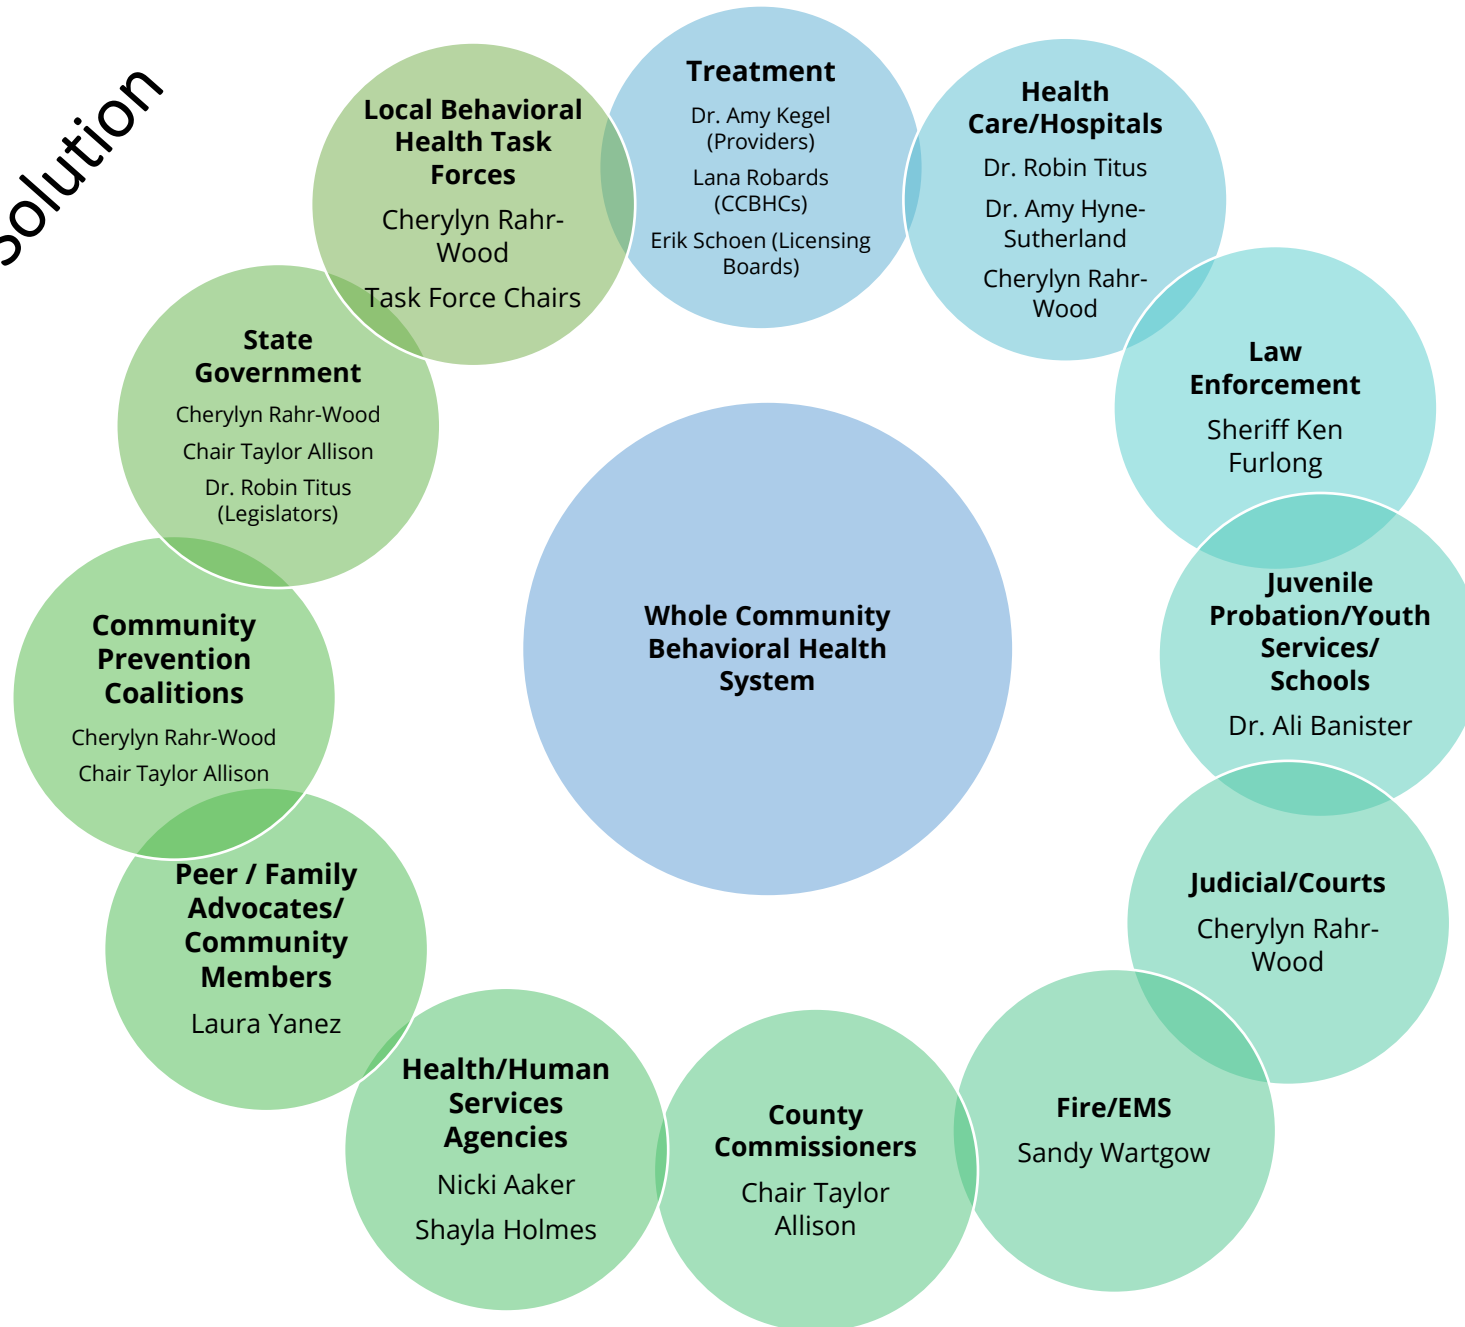 Solution
Treatment
Dr. Amy Kegel
(Providers)
Lana Robards
(CCBHCs)
Erik Schoen (Licensing
Boards)
Health
Care/Hospitals
Dr. Robin Titus
Dr. Amy Hyne-
Sutherland
Cherylyn Rahr-
Wood
Law
Enforcement
Sheriff Ken
Furlong
Juvenile
Probation/Youth
Services/
Schools
Dr. Ali Banister
Judicial/Courts
Cherylyn Rahr-
Wood
Fire/EMS
Sandy Wartgow
County
Commissioners
Chair Taylor
Allison
Health/Human
Services
Agencies
Nicki Aaker
Shayla Holmes
Peer / Family
Advocates/
Community
Members
Laura Yanez
Community
Prevention
Coalitions
Cherylyn Rahr-Wood
Chair Taylor Allison
State
Government
Cherylyn Rahr-Wood
Chair Taylor Allison
Dr. Robin Titus
(Legislators)
Local Behavioral
Health Task
Forces
Cherylyn Rahr-
Wood
Task Force Chairs
Whole Community
Behavioral Health
System